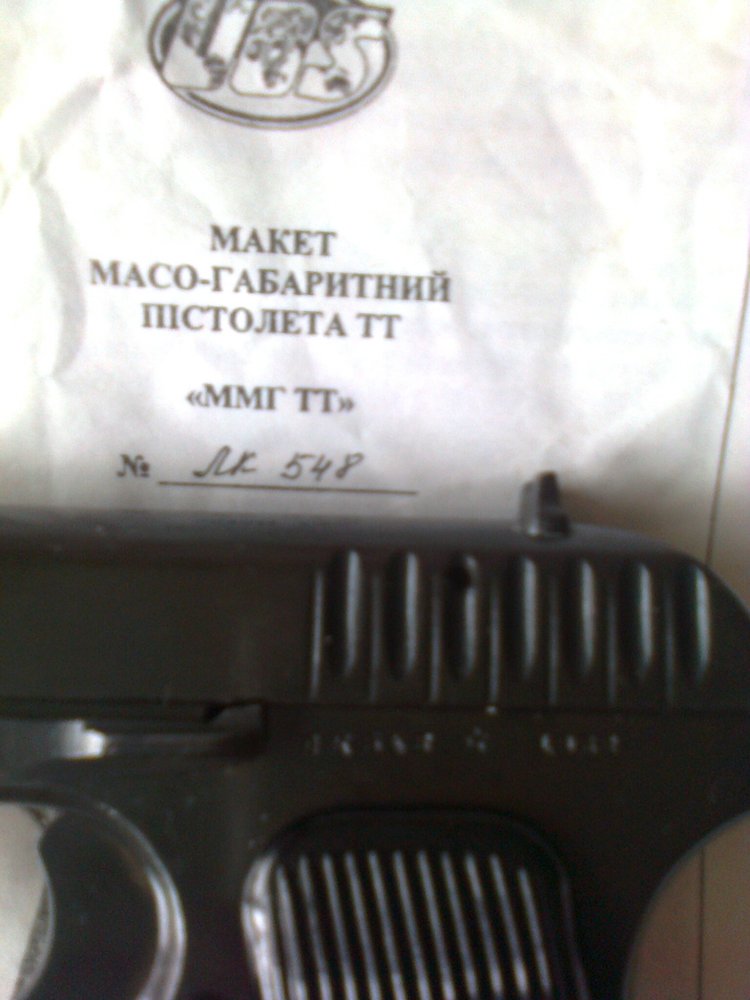 МАКЕТ
МАСО-ГАБАРИТНИЙ
ПІСТОЛЕТА ТТ
«ММГ ТТ»
№ ЛК 548